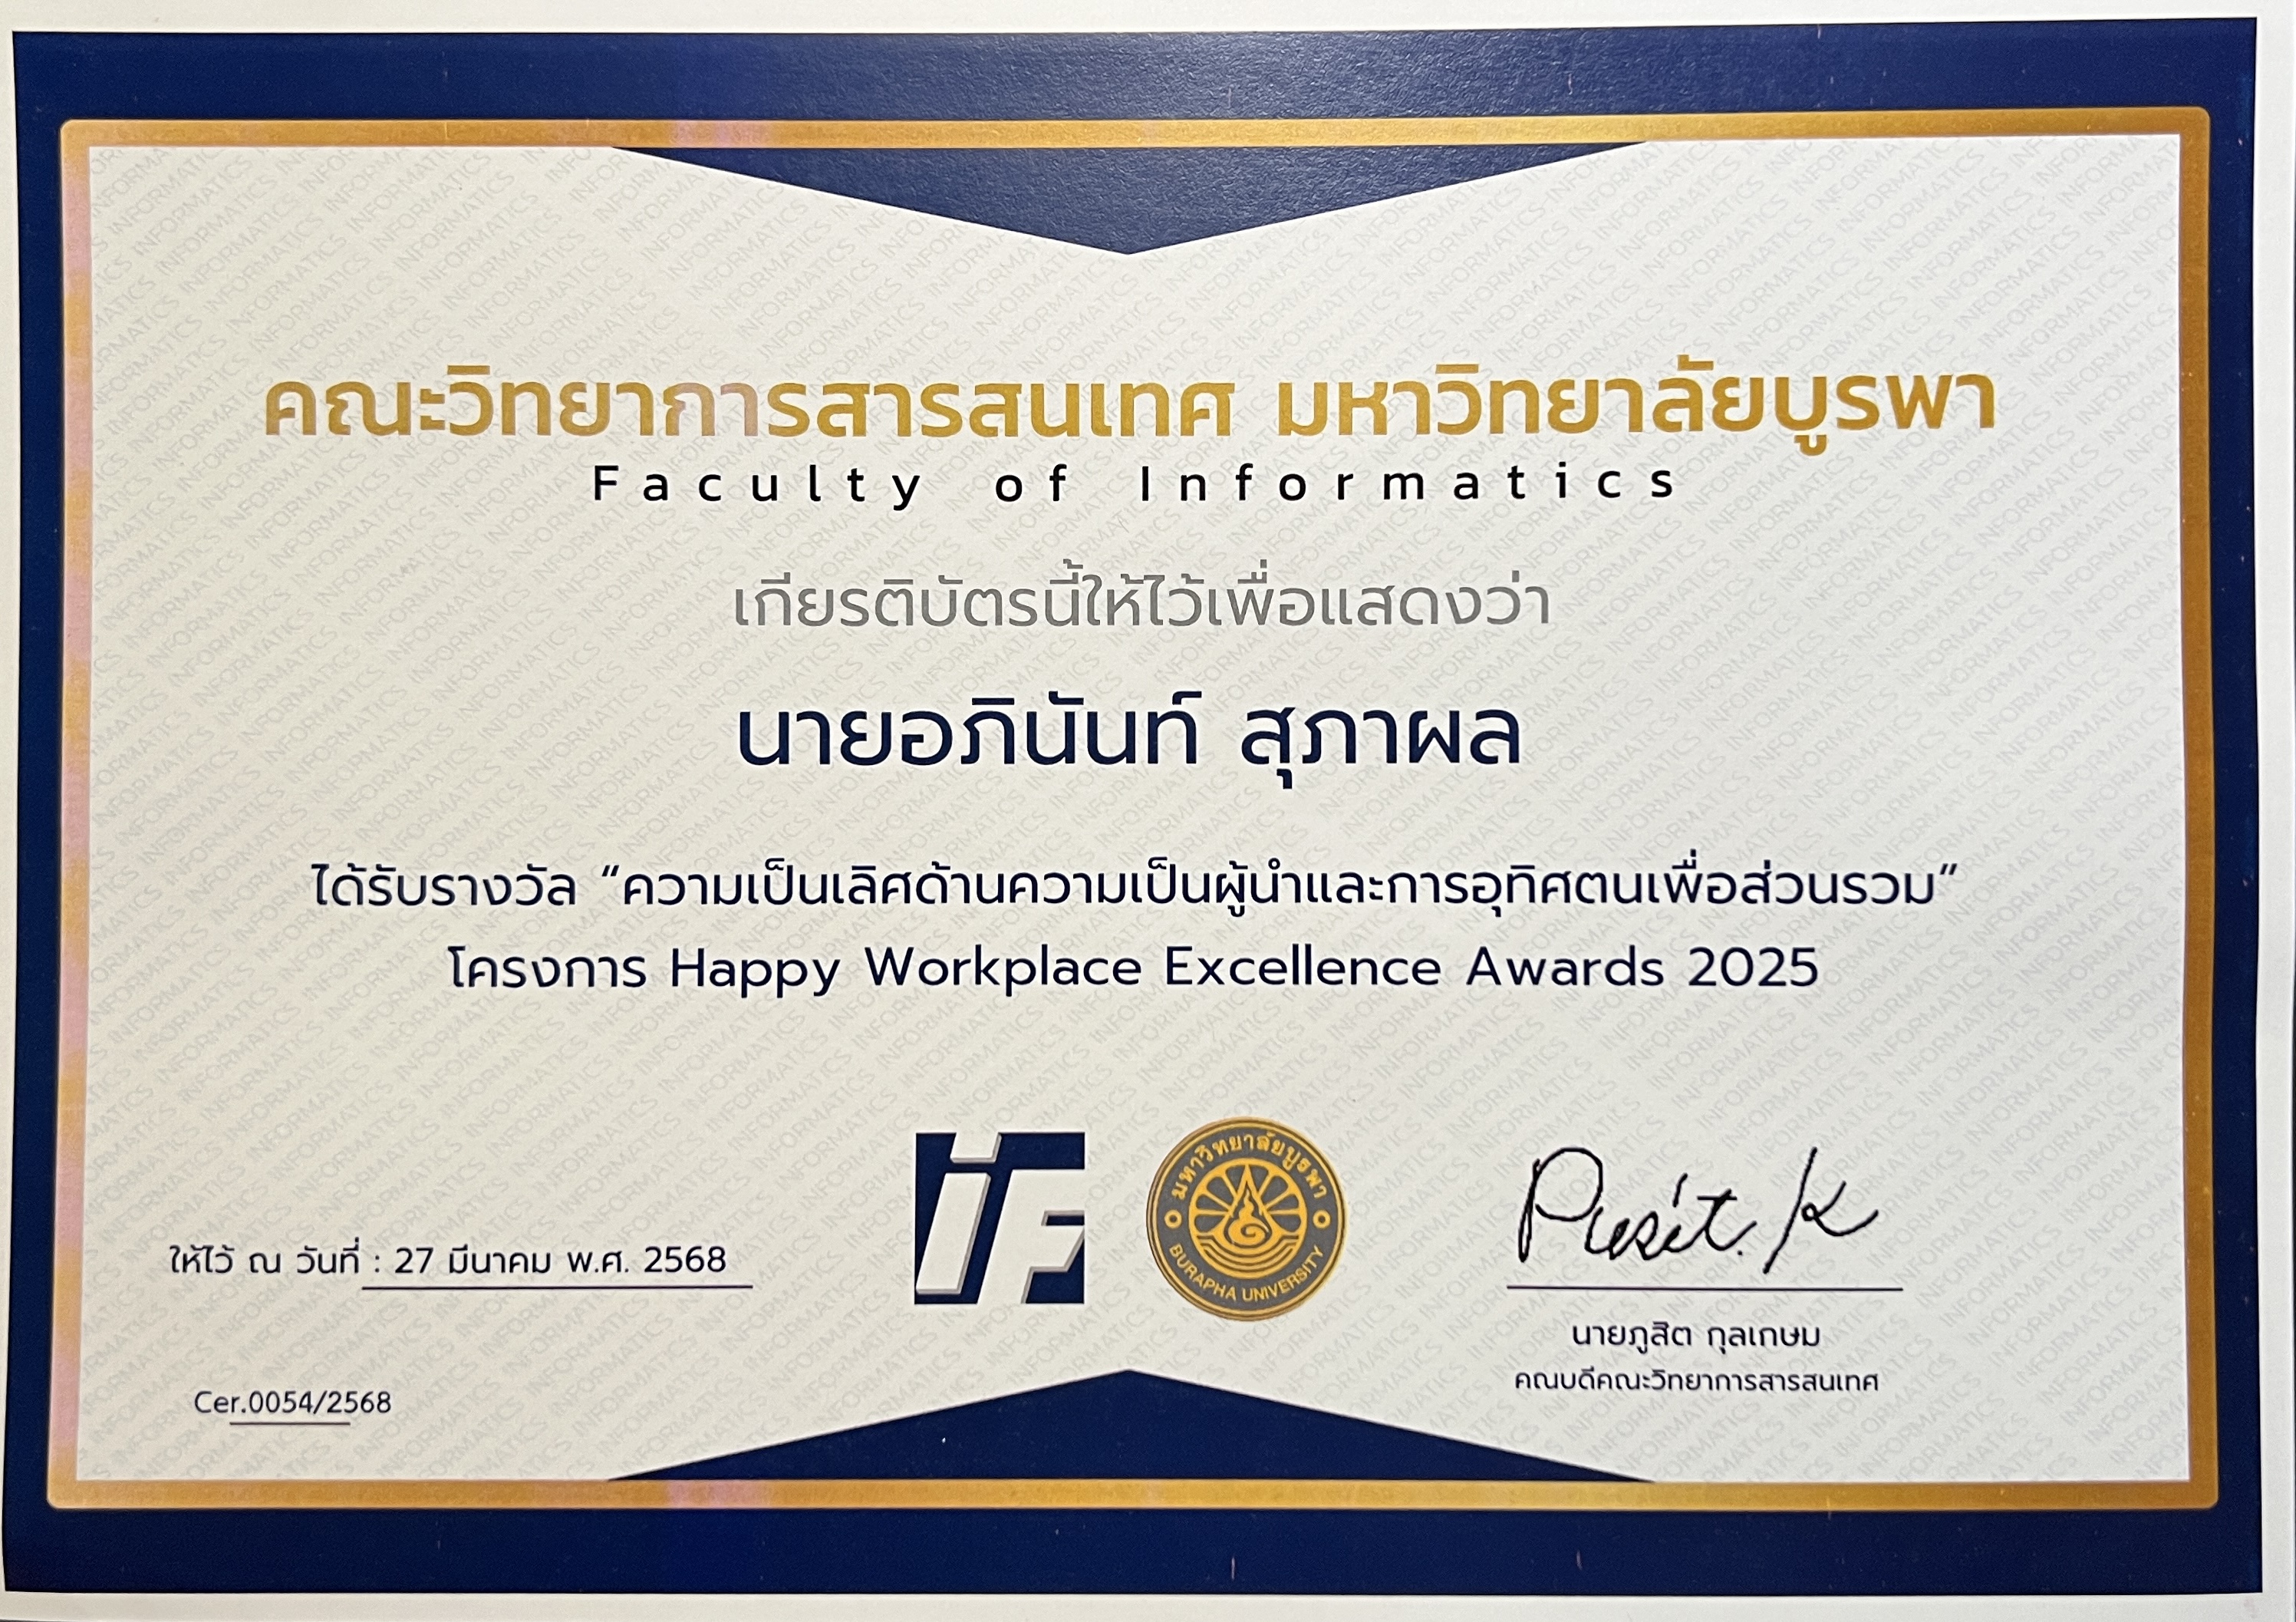 คณะวิทยาการสารสนเทศ มหาวิทยาลัยบูรพา
Faculty of Informatics
เกียรติบัตรนี้ให้ไว้เพื่อแสดงว่า
นายอภินันท์ สุภาผล
ได้รับรางวัล “ความเป็นเลิศด้านความเป็นผู้นำและการอุทิศตนเพื่อส่วนรวม”
โครงการ Happy Workplace Excellence Awards 2025
iF
มหาวิทยาลัยบูรพา
BURAPHA UNIVERSITY
Pusit. K
ให้ไว้ ณ วันที่ : 27 มีนาคม พ.ศ. 2568
นายภูสิต กุลเกษม
คณบดีคณะวิทยาการสารสนเทศ
Cer.0054/2568